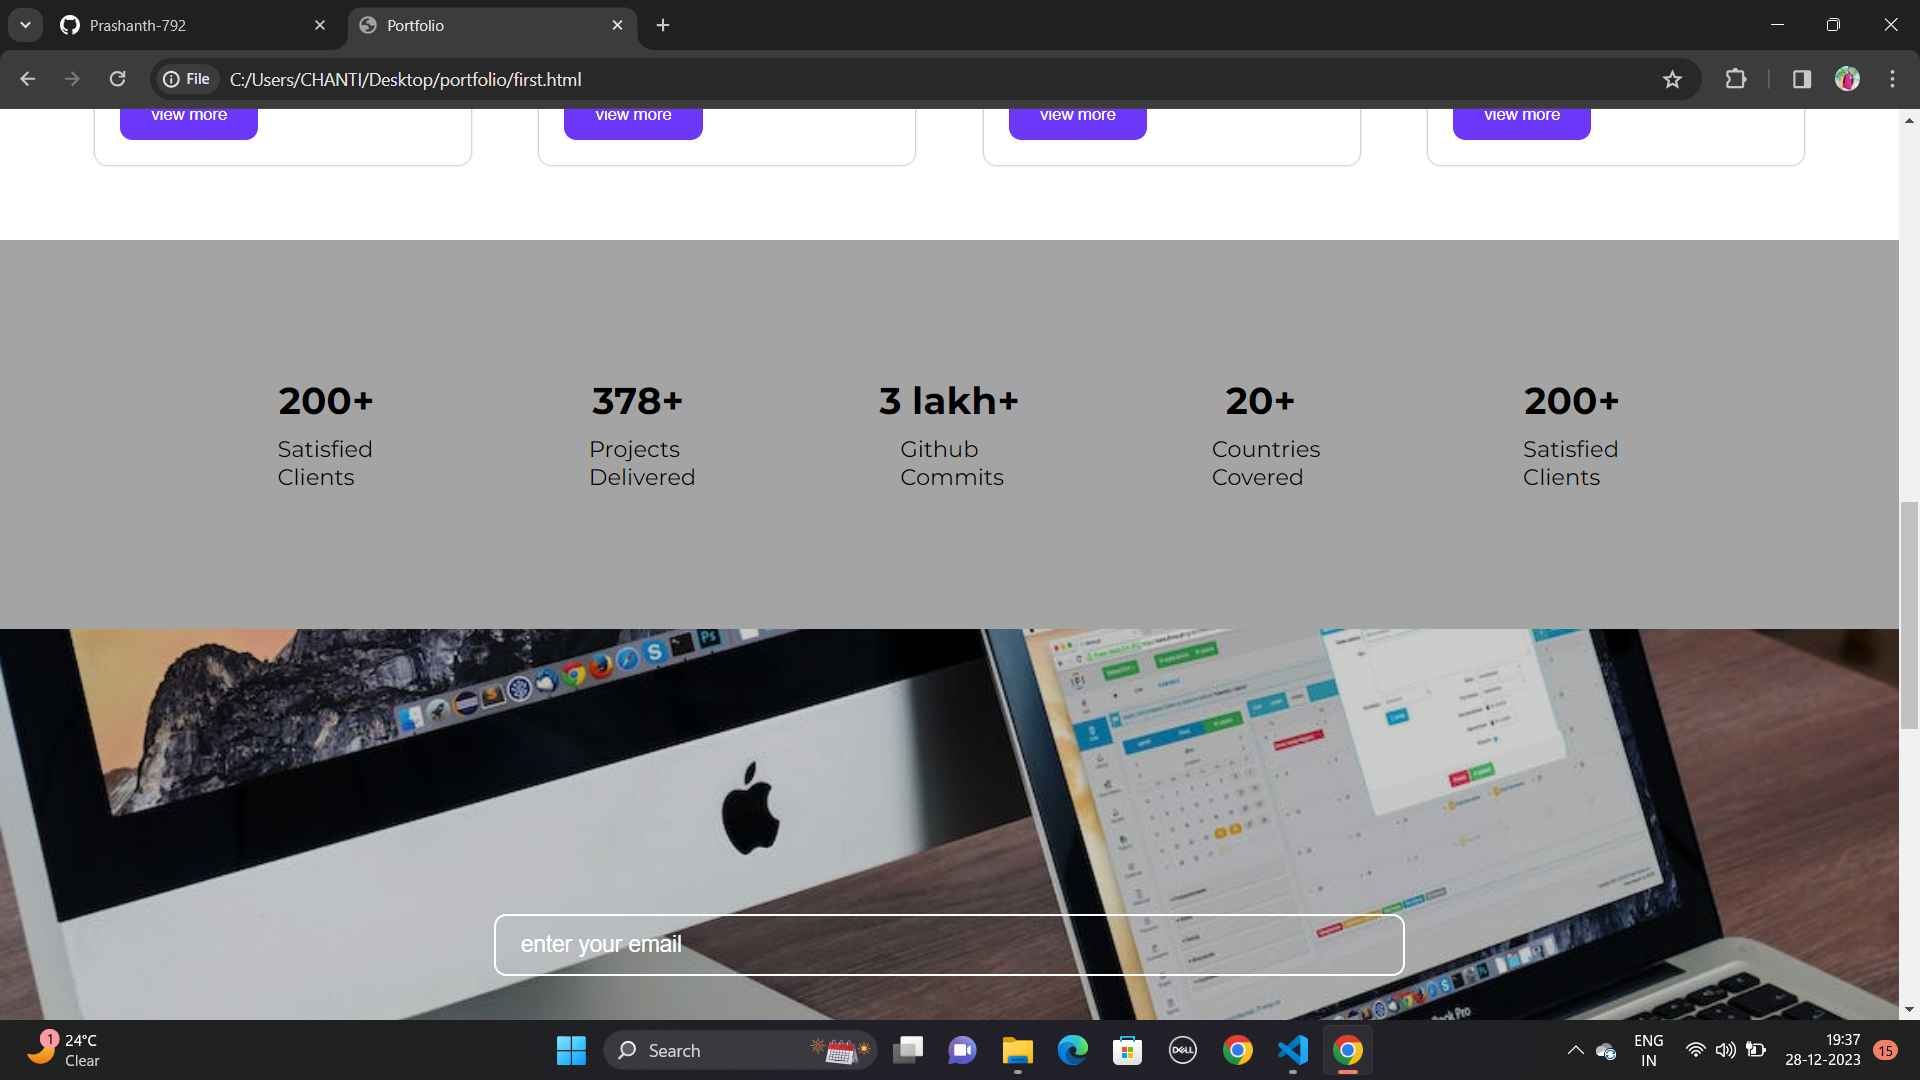 Prashanth-792
Portfolio
File
C:/Users/CHANTI/Desktop/portfolio/first.html
view more view more view more view more
200+ 378+ 3 lakh+ 20+ 200+
Satisfied Projects Github Countries Satisfied
Clients Delivered Commits Covered Clients
enter your email
1
24°C
Clear
Search
DELL
ENG
IN
19:37
28-12-2023
15